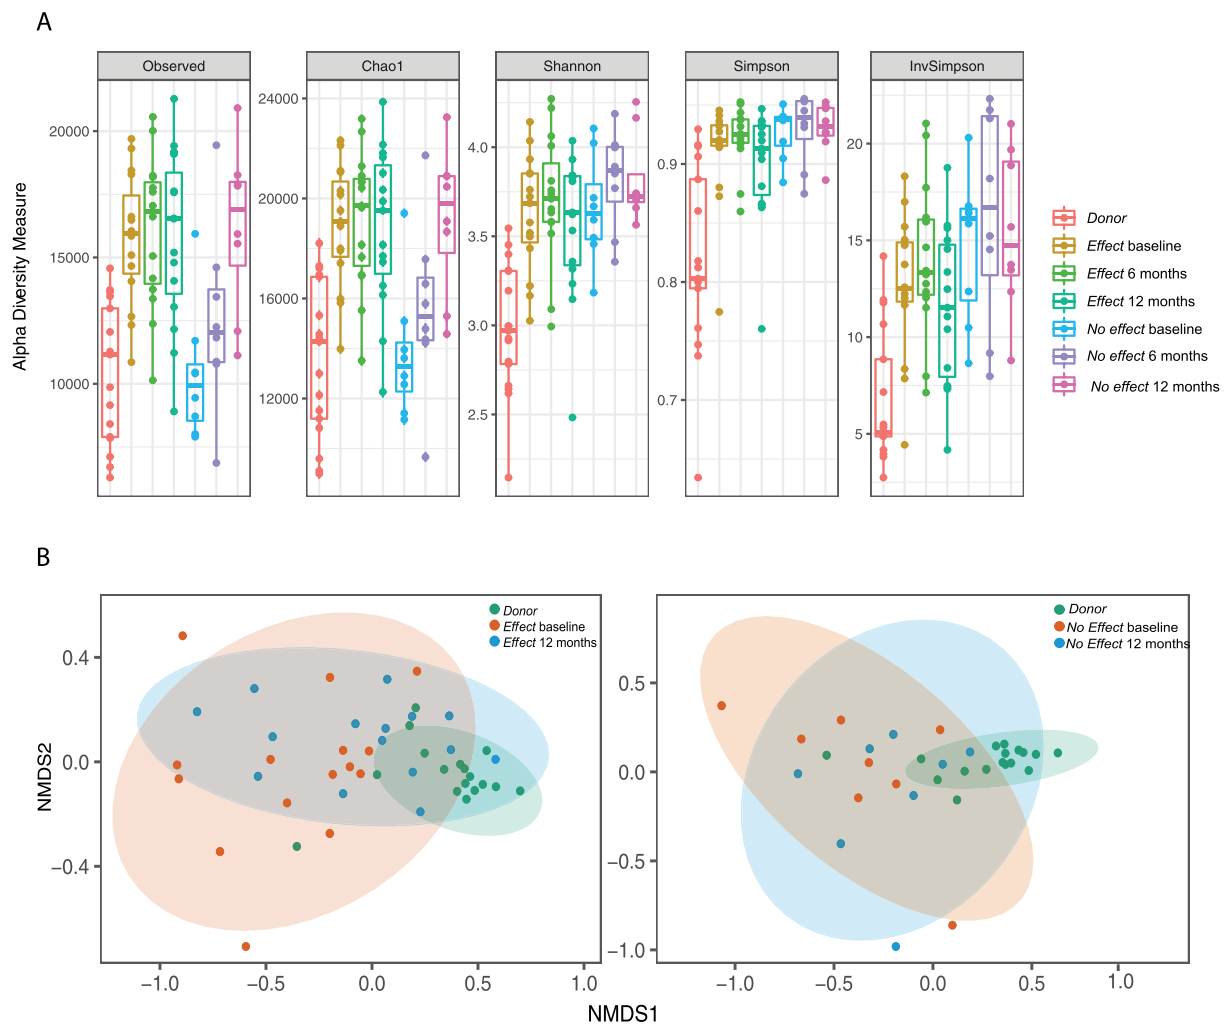 A
Observed
Chao1
Shannon
Simpson
InvSimpson
Alpha Diversity Measure
20000
15000
10000
24000
20000
16000
12000
4.0
3.5
3.0
2.5
0.9
0.8
0.7
20
15
10
5
Donor
Effect baseline
Effect 6 months
Effect 12 months
No effect baseline
No effect 6 months
No effect 12 months
B
NMDS2
0.4
0.0
−0.4
−1.0
−0.5
0.0
0.5
1.0
Donor
Effect baseline
Effect 12 months
0.5
0.0
−0.5
−1.0
−1.0
−0.5
0.0
0.5
1.0
Donor
No Effect baseline
No Effect 12 months
NMDS1